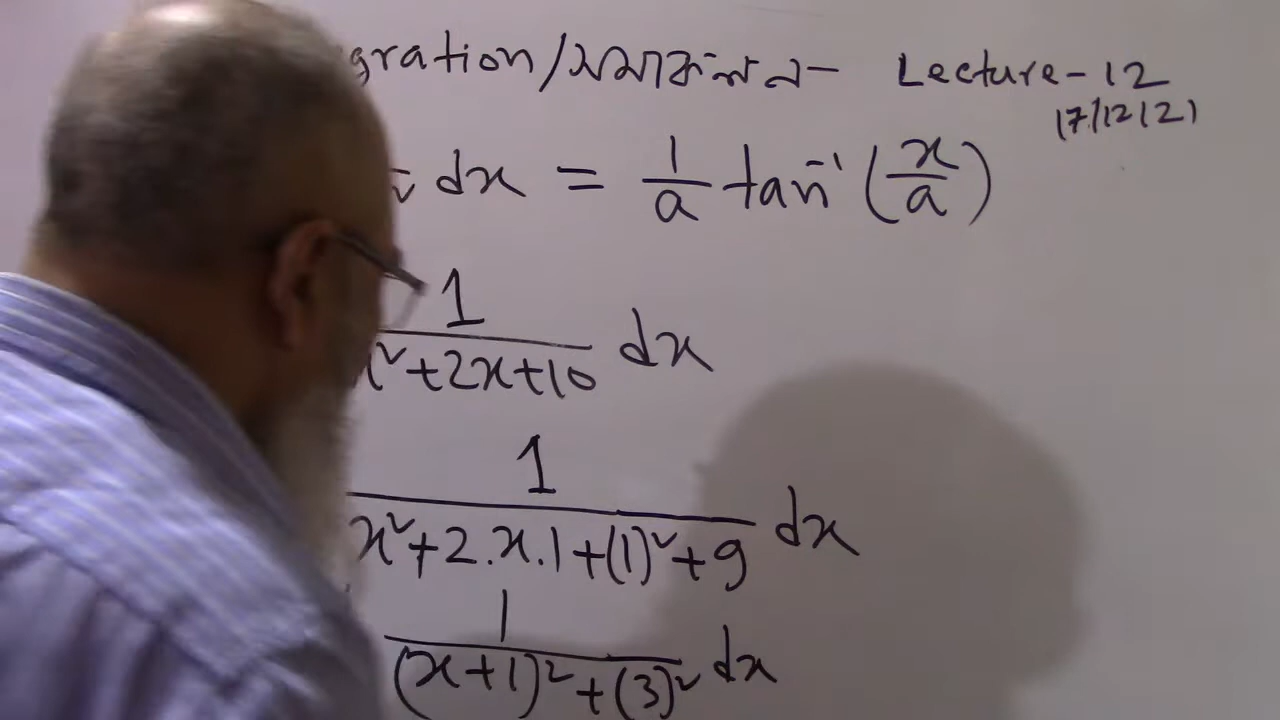 gration/সমাকলন - Lecture-12
17/12/21
dx = 1/a tan⁻¹ (x/a)
1/x²+2x+10 dx
1/x²+2.x.1+(1)²+9 dx
1/(x+1)²+(3)² dx